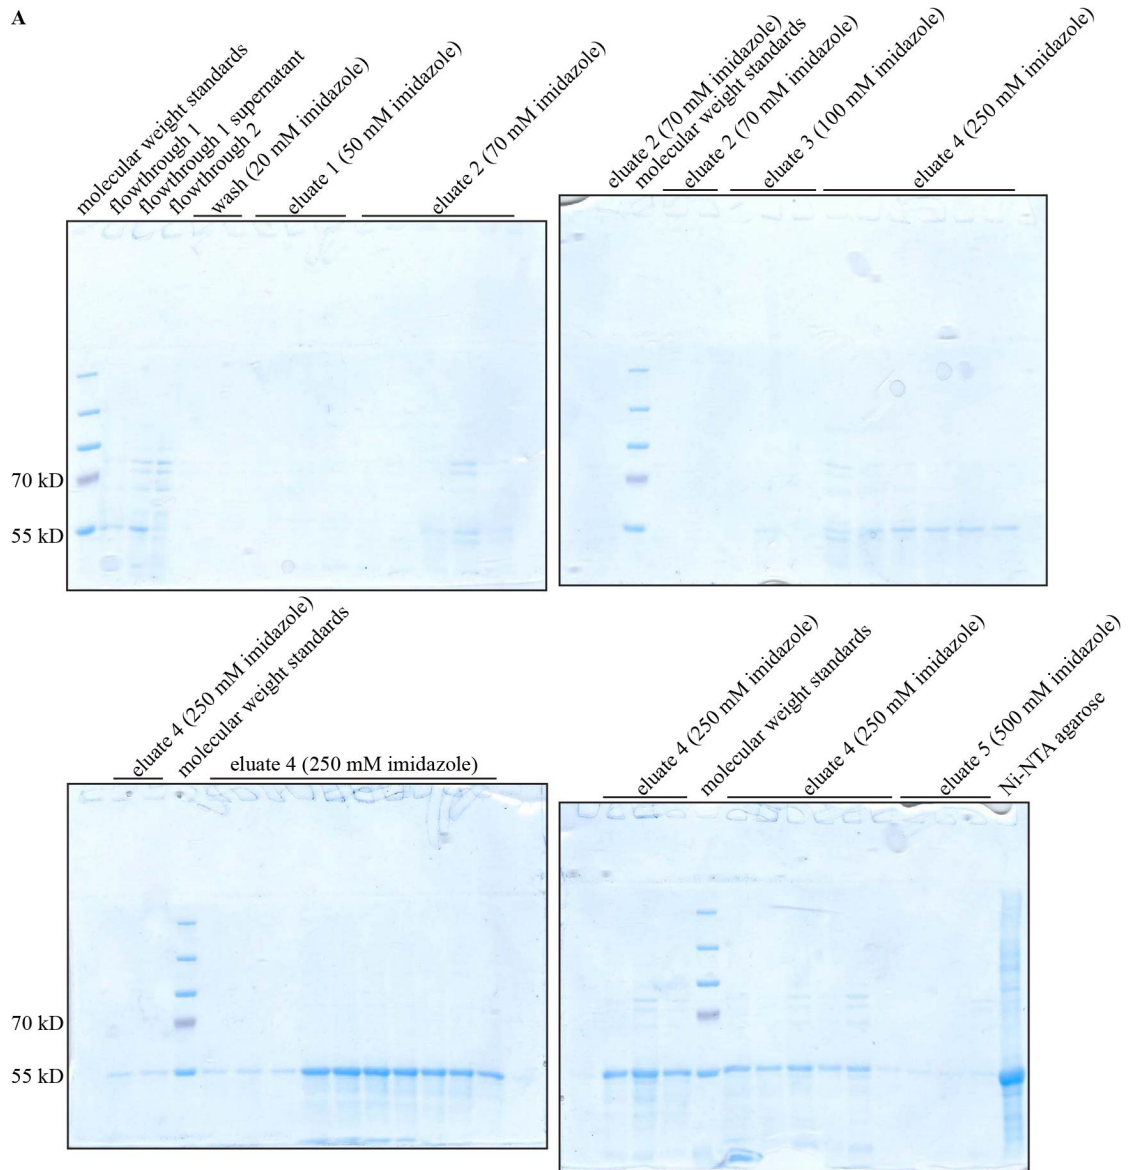 A
molecular weight standards
flowthrough 1
flowthrough 1 supernatant
flowthrough 2
wash (20 mM imidazole)
eluate 1 (50 mM imidazole)
eluate 2 (70 mM imidazole)
eluate 2 (70 mM imidazole)
molecular weight standards
eluate 2 (70 mM imidazole)
eluate 3 (100 mM imidazole)
eluate 4 (250 mM imidazole)
70 kD
55 kD
eluate 4 (250 mM imidazole)
molecular weight standards
eluate 4 (250 mM imidazole)
eluate 4 (250 mM imidazole)
molecular weight standards
eluate 4 (250 mM imidazole)
eluate 5 (500 mM imidazole)
Ni-NTA agarose
70 kD
55 kD